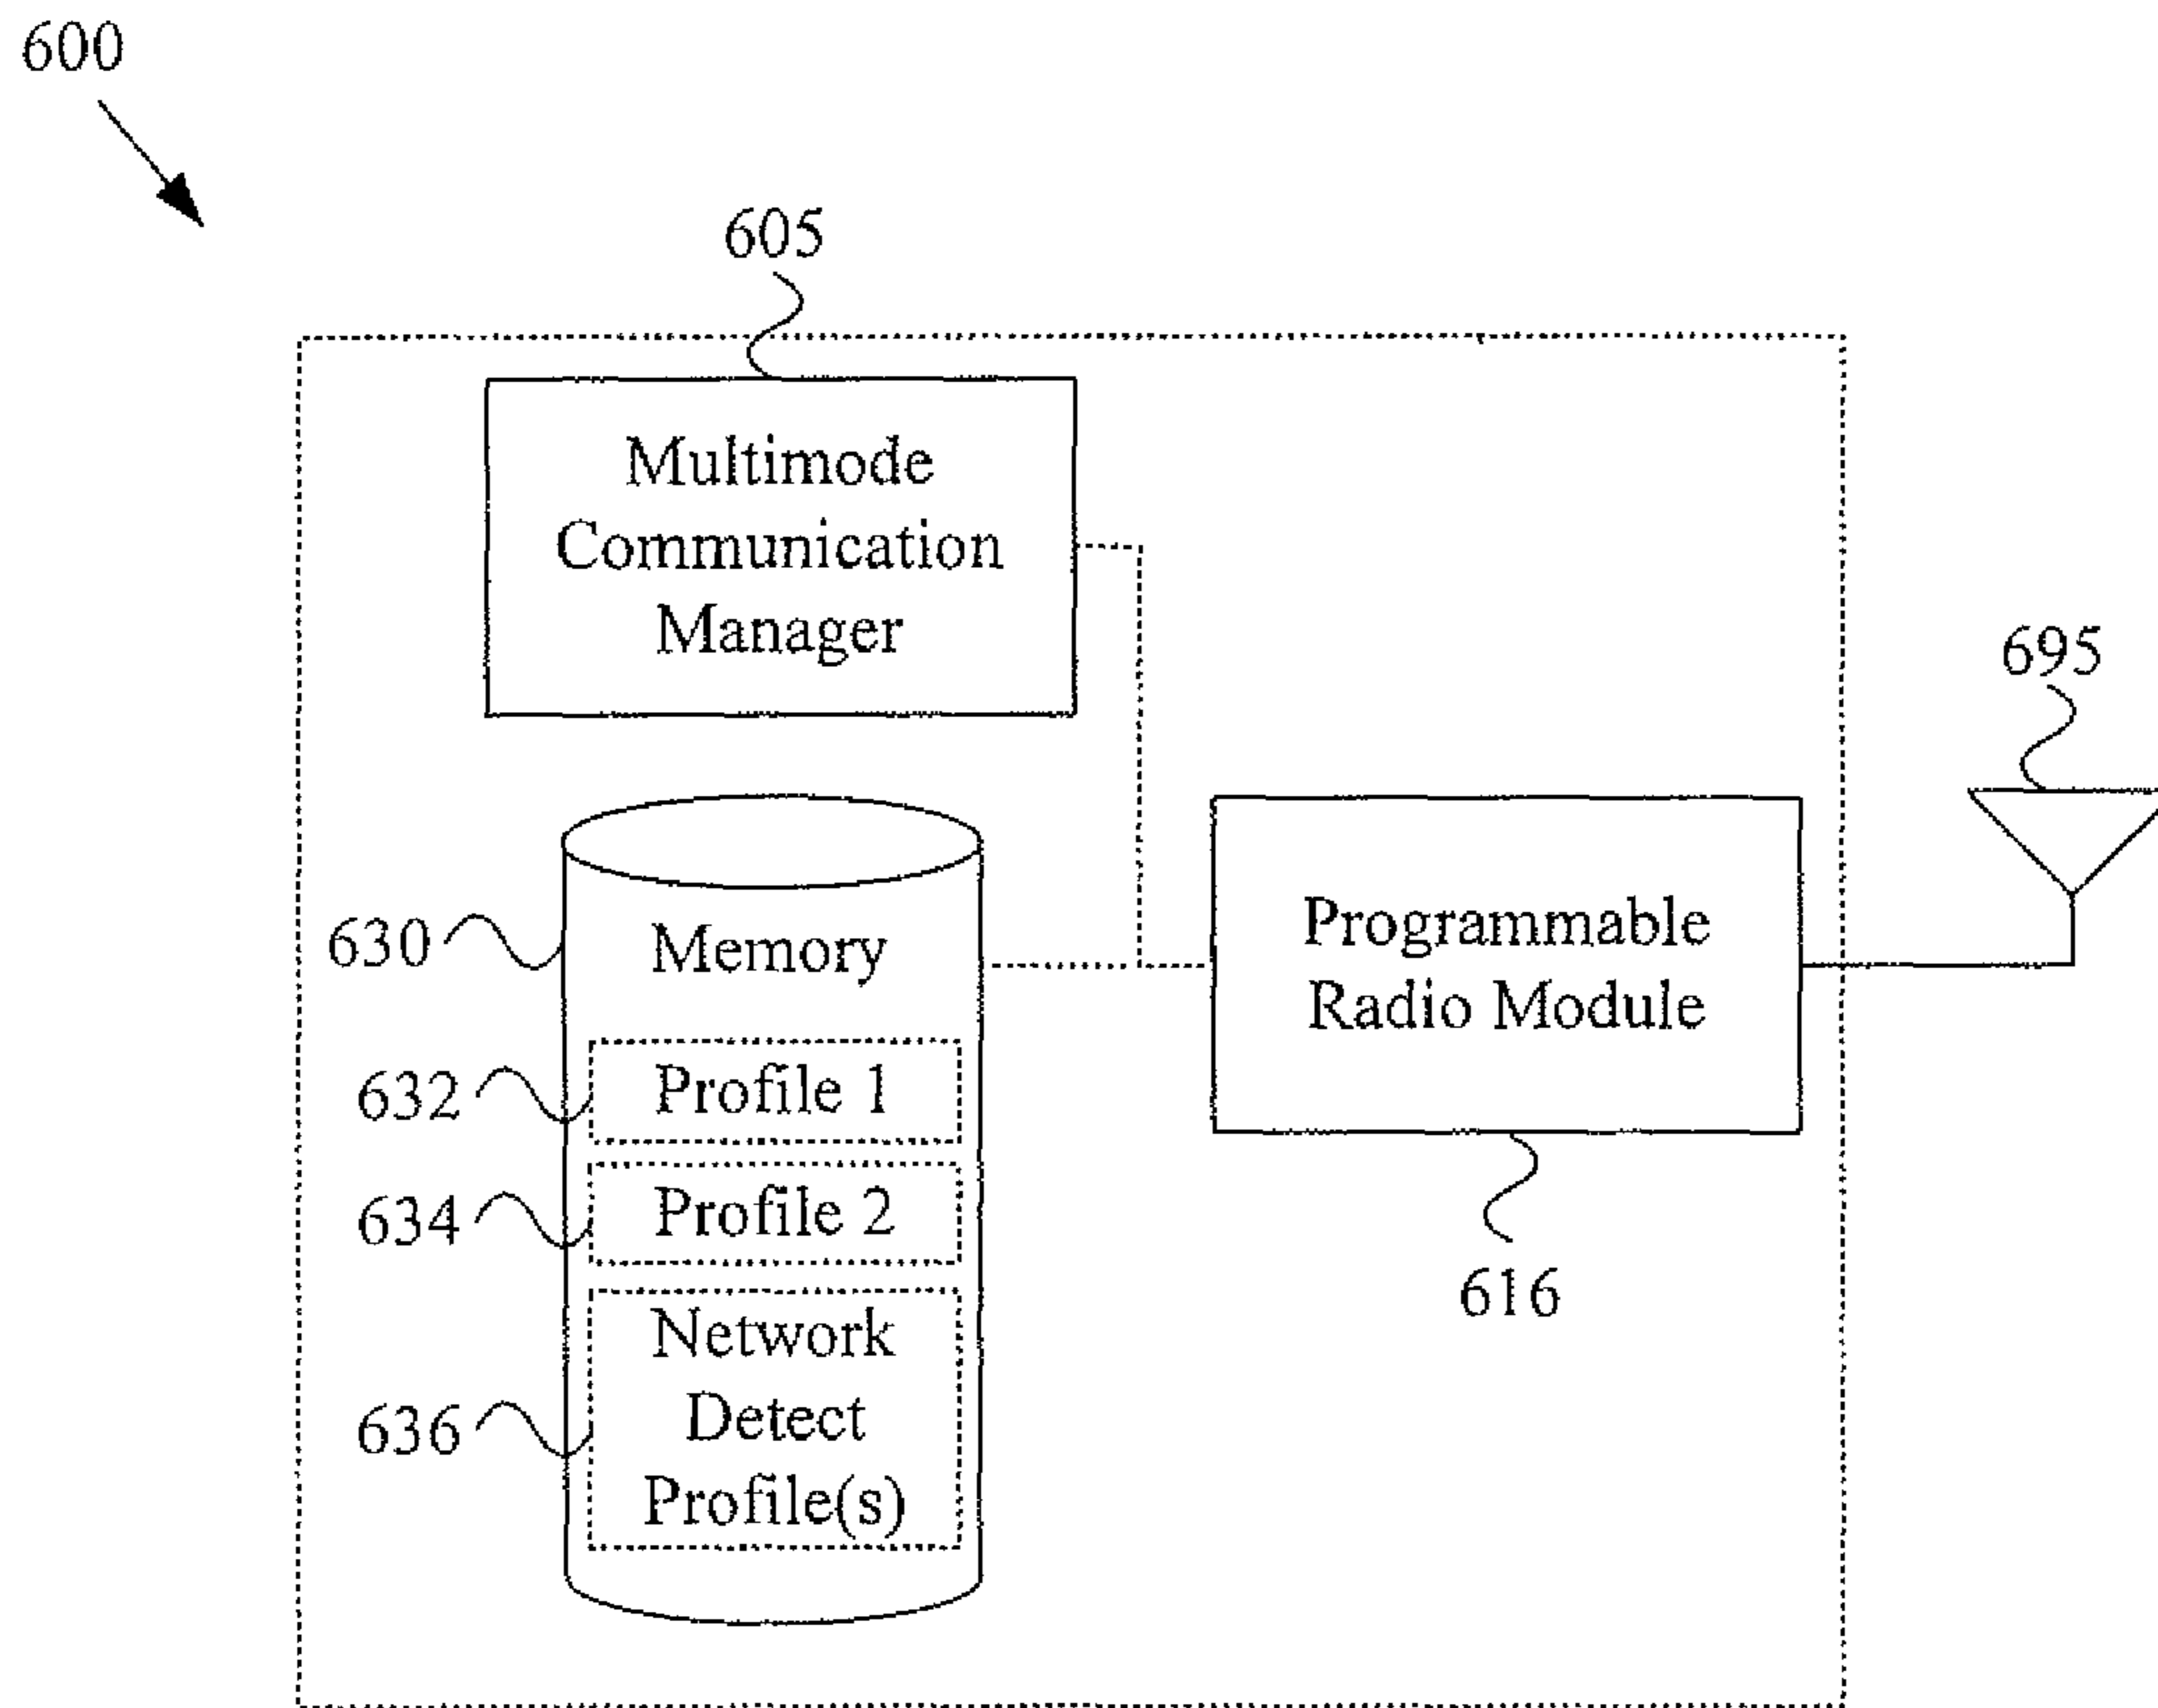 600
605
Multimode
Communication
Manager
695
630
Memory
Programmable
Radio Module
632
Profile 1
634
Profile 2
616
636
Network
Detect
Profile(s)